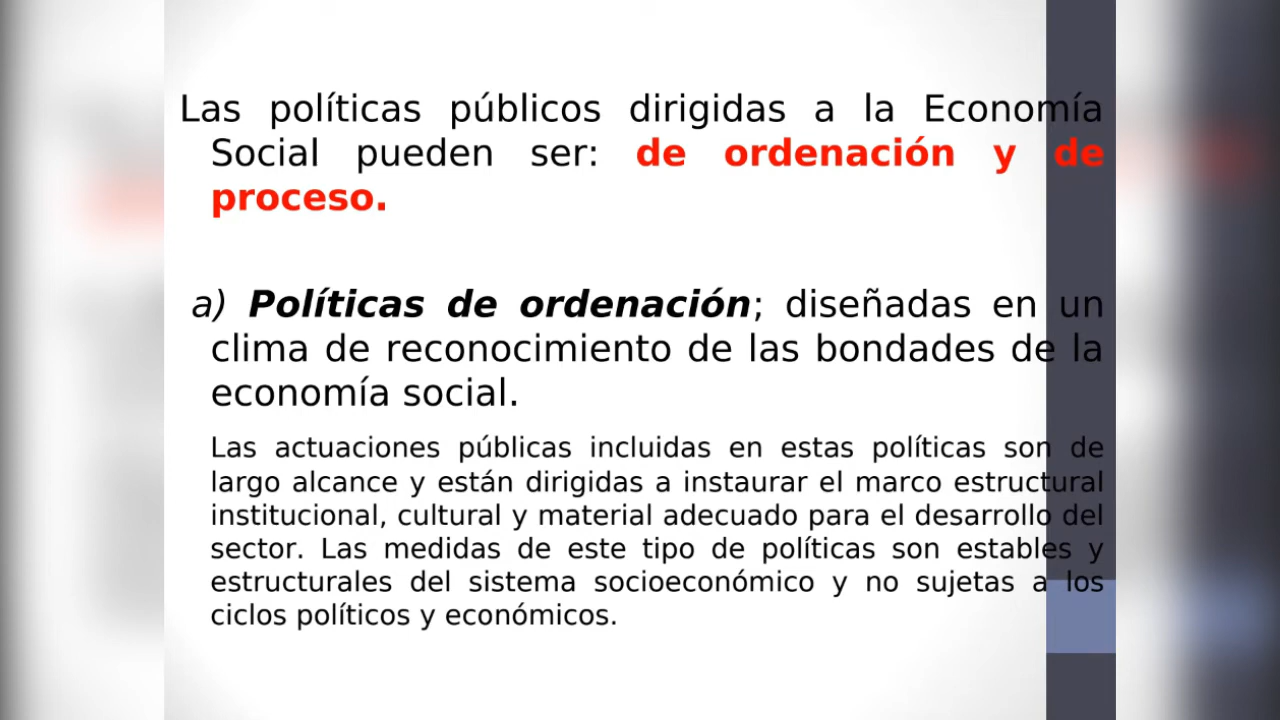 Las políticas públicos dirigidas a la Economía
Social pueden ser: de ordenación y de
proceso.
a) Políticas de ordenación; diseñadas en un
clima de reconocimiento de las bondades de la
economía social.
Las actuaciones públicas incluidas en estas políticas son de
largo alcance y están dirigidas a instaurar el marco estructural
institucional, cultural y material adecuado para el desarrollo del
sector. Las medidas de este tipo de políticas son estables y
estructurales del sistema socioeconómico y no sujetas a los
ciclos políticos y económicos.